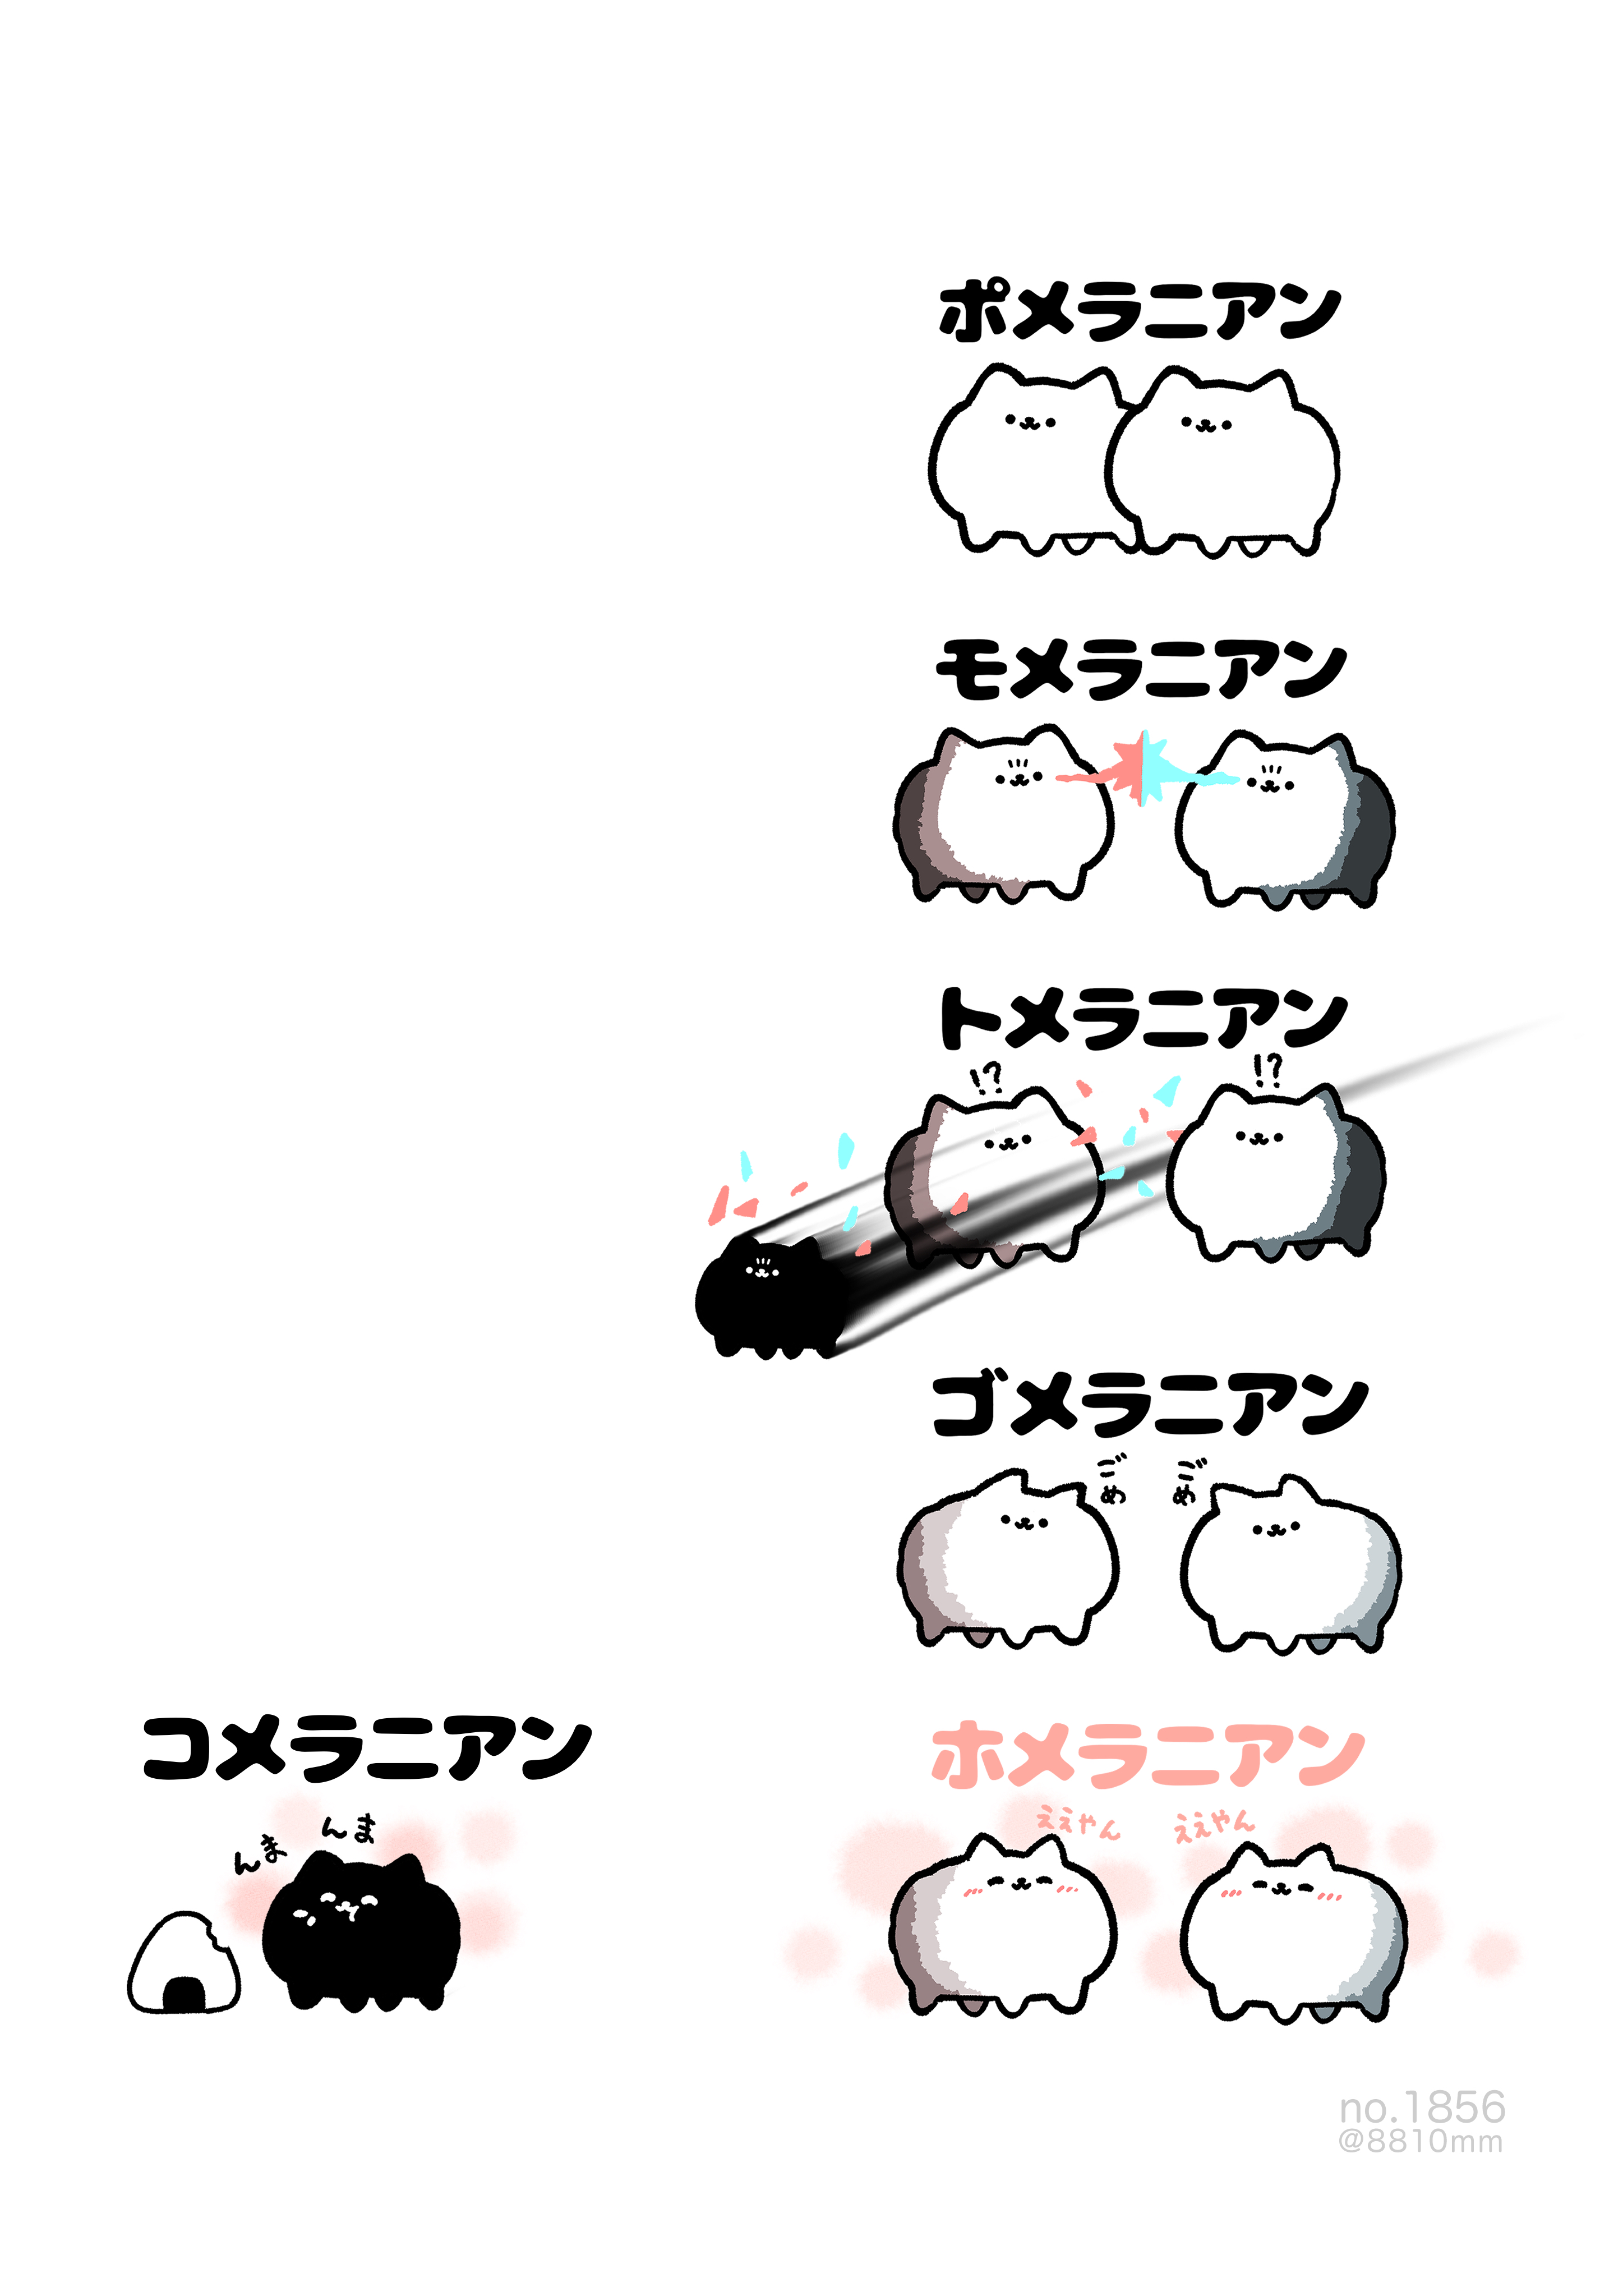 ポメラニアン
モメラニアン
トメラニアン
!?
!?
ゴメラニアン
ごめ
ごめ
ホメラニアン
ええやん
ええやん
コメラニアン
んま
んま
no.1856
@8810mm